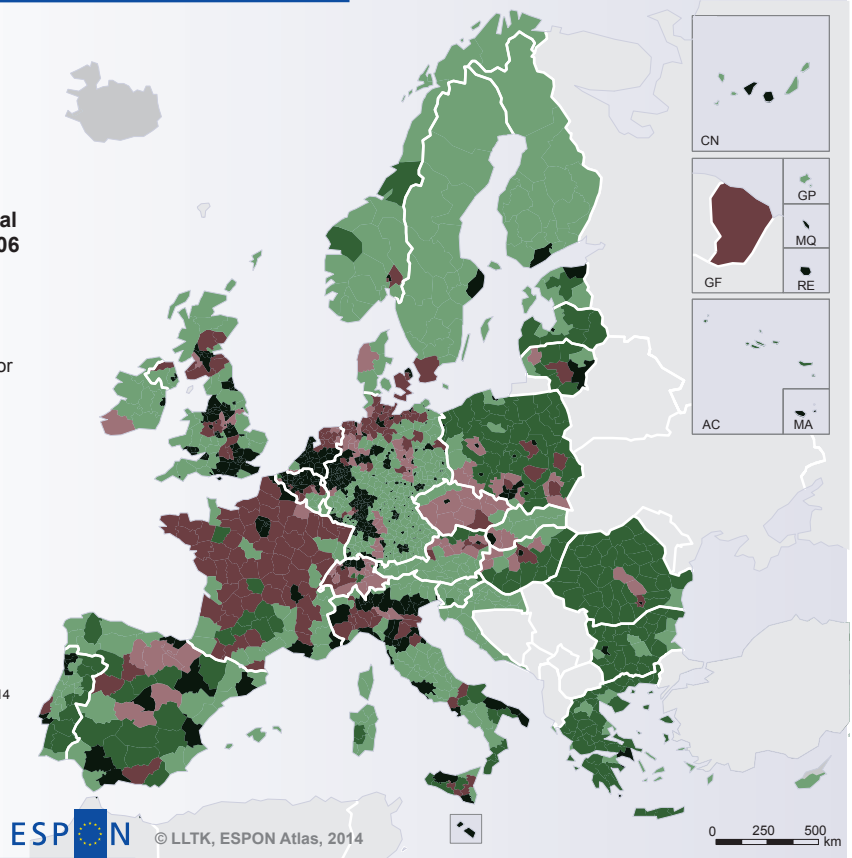 al
06
or
14
CN
GP
MQ
GF
RE
AC
MA
ESPON
© LLTK, ESPON Atlas, 2014
0 250 500
km